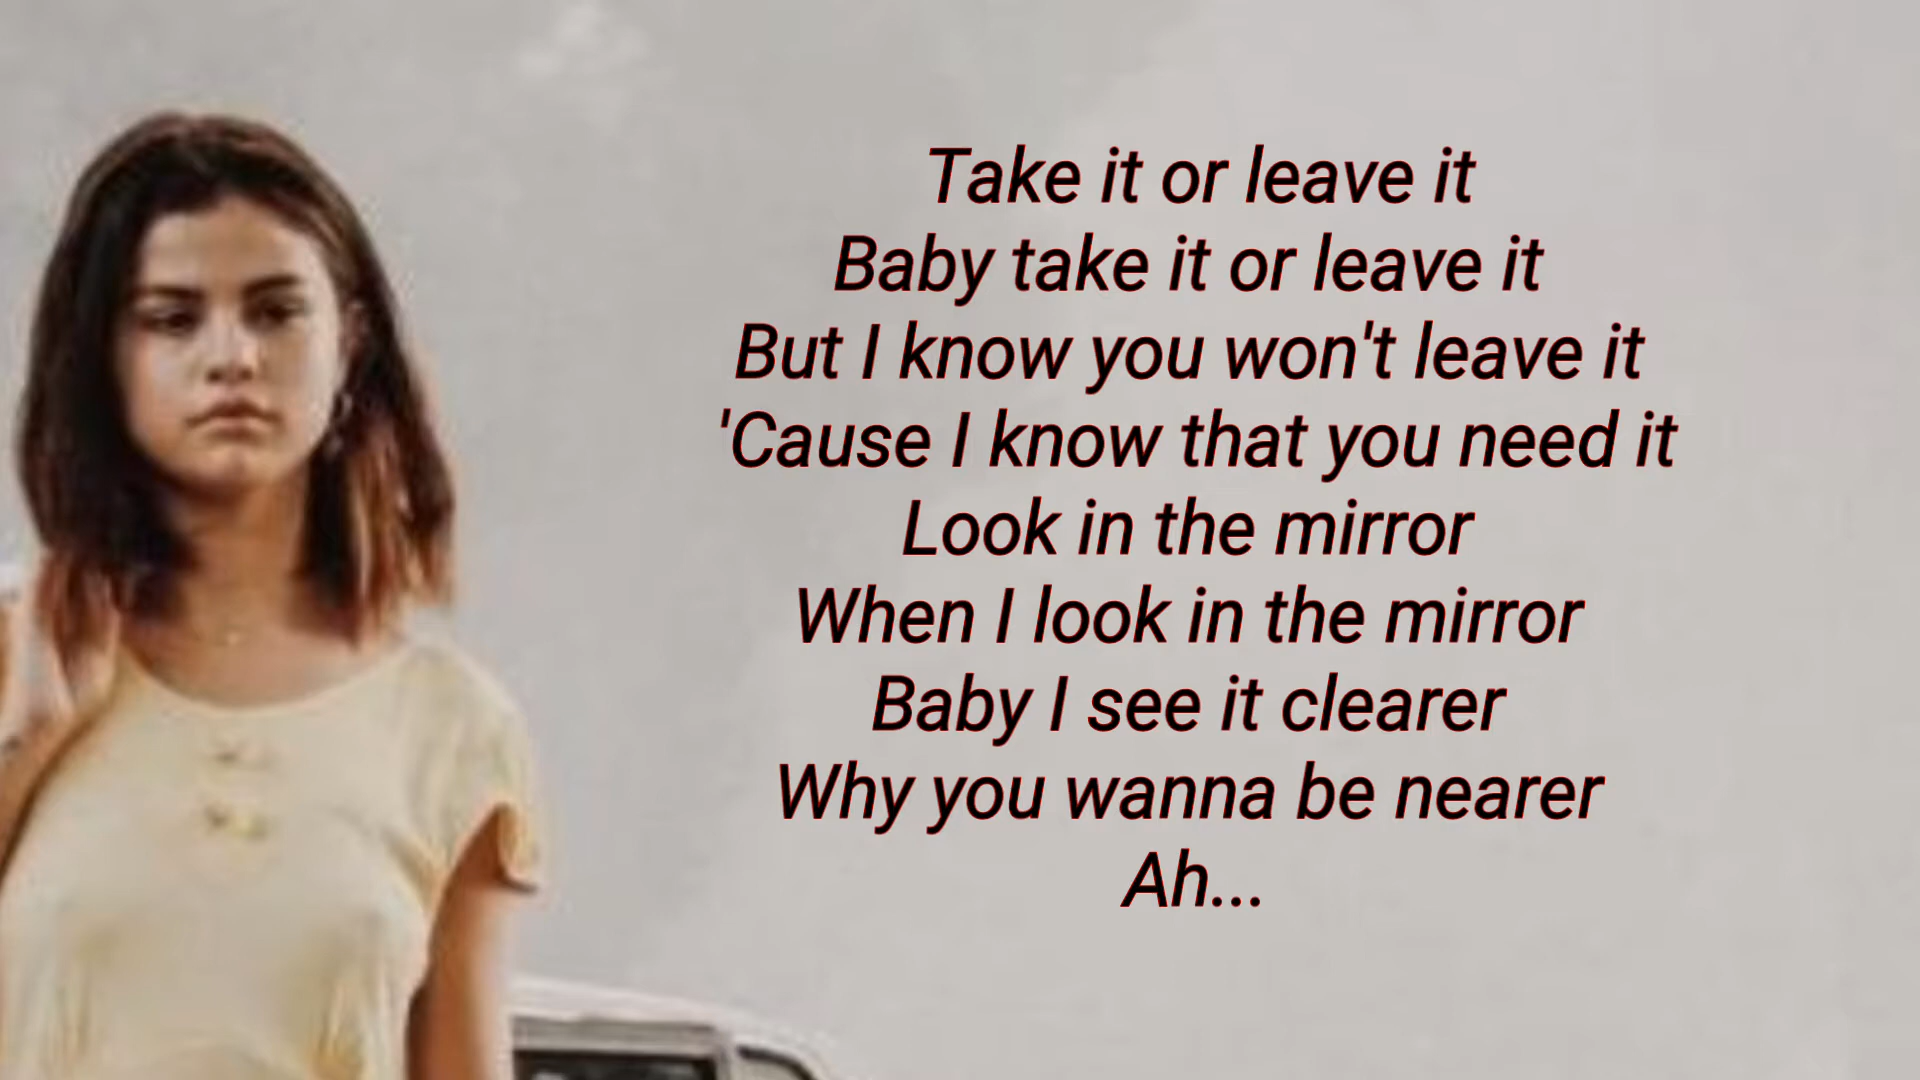 Take it or leave it
Baby take it or leave it
But I know you won't leave it
'Cause I know that you need it
Look in the mirror
When I look in the mirror
Baby I see it clearer
Why you wanna be nearer
Ah...